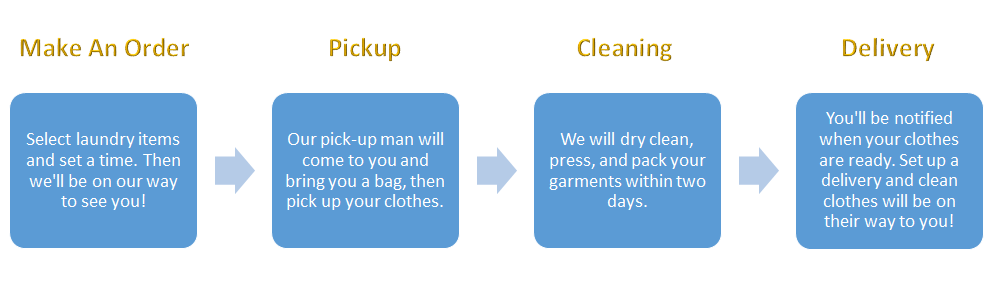 Make An Order
Select laundry items
and set a time. Then
we'll be on our way
to see you!
Pickup
Our pick-up man will
come to you and
bring you a bag, then
pick up your clothes.
Cleaning
We will dry clean,
press, and pack your
garments within two
days.
Delivery
You'll be notified
when your clothes
are ready. Set up a
delivery and clean
clothes will be on
their way to you!